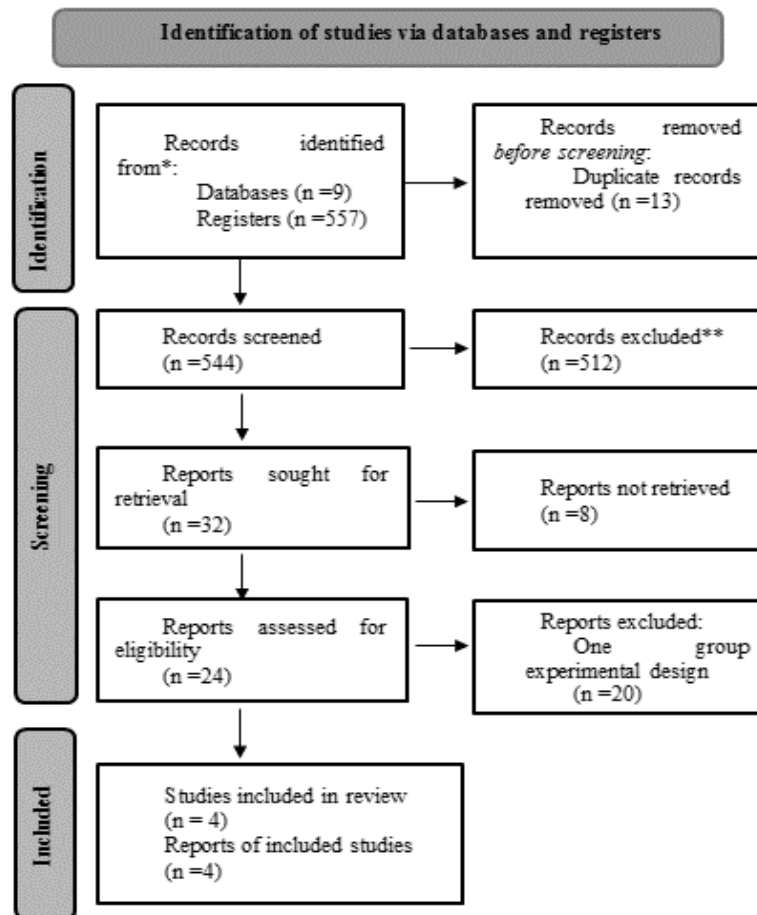 Identification of studies via databases and registers
Identification
Records identified
from*:
Databases (n =9)
Registers (n =557)
Records removed
before screening:
Duplicate records
removed (n =13)
Screening
Records screened
(n =544)
Records excluded**
(n =512)
Reports sought for
retrieval
(n =32)
Reports not retrieved
(n =8)
Reports assessed for
eligibility
(n =24)
Reports excluded:
One group
experimental design
(n =20)
Included
Studies included in review
(n = 4)
Reports of included studies
(n =4)